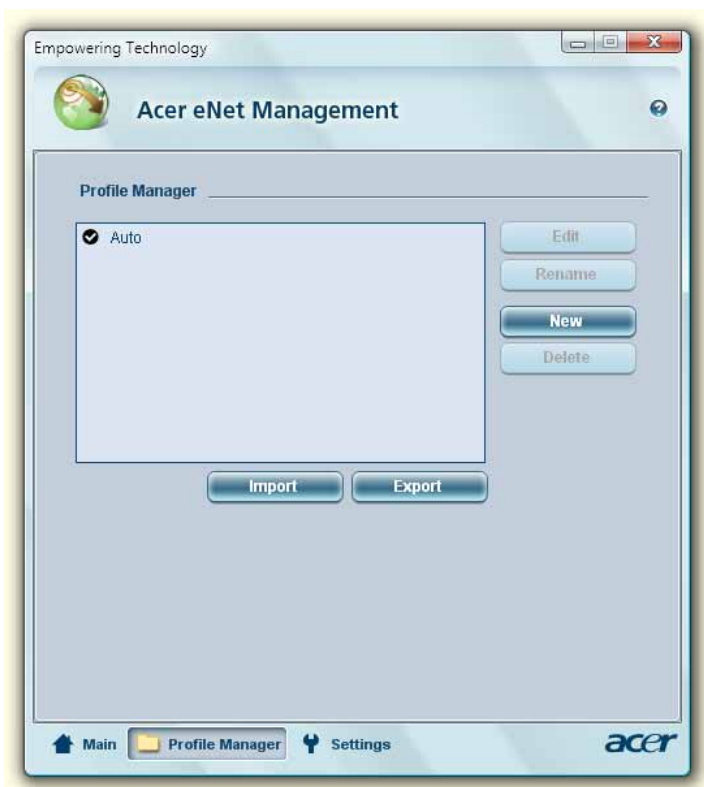 Empowering Technology
Acer eNet Management
Profile Manager
Auto
Edit
Rename
New
Delete
Import
Export
Main
Profile Manager
Settings
acer